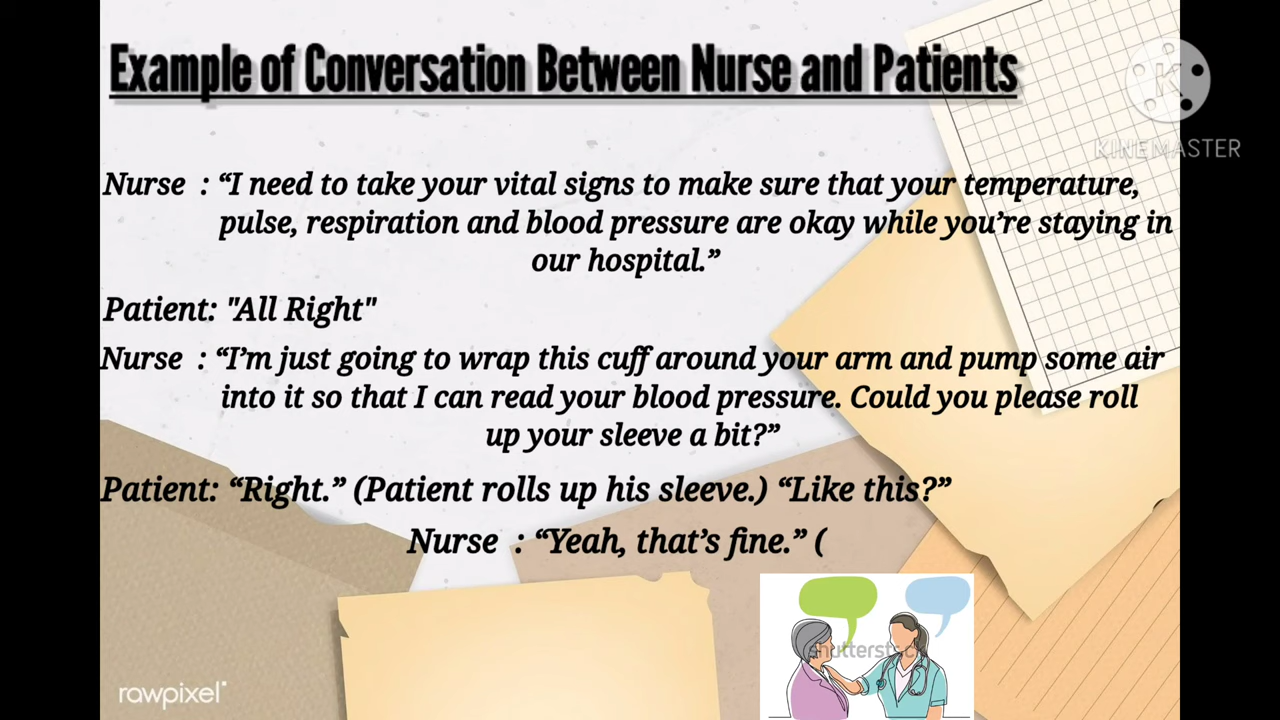 Example of Conversation Between Nurse and Patients
KINEMASTER
Nurse : “I need to take your vital signs to make sure that your temperature,
pulse, respiration and blood pressure are okay while you’re staying in
our hospital.”
Patient: "All Right"
Nurse : “I’m just going to wrap this cuff around your arm and pump some air
into it so that I can read your blood pressure. Could you please roll
up your sleeve a bit?”
Patient: “Right.” (Patient rolls up his sleeve.) “Like this?”
Nurse : “Yeah, that’s fine.” (
shutterstock
rawpixel